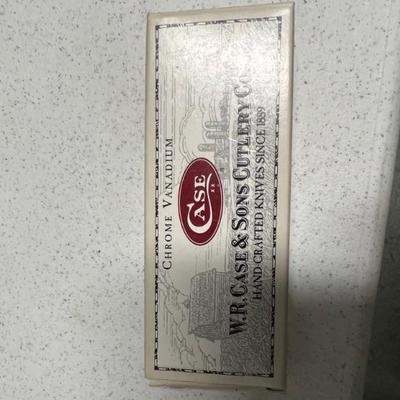 CHROME VANADIUM
CASE
XX
W.R. CASE & SONS CUTLERY CO.
HAND-CRAFTED KNIVES SINCE 1889